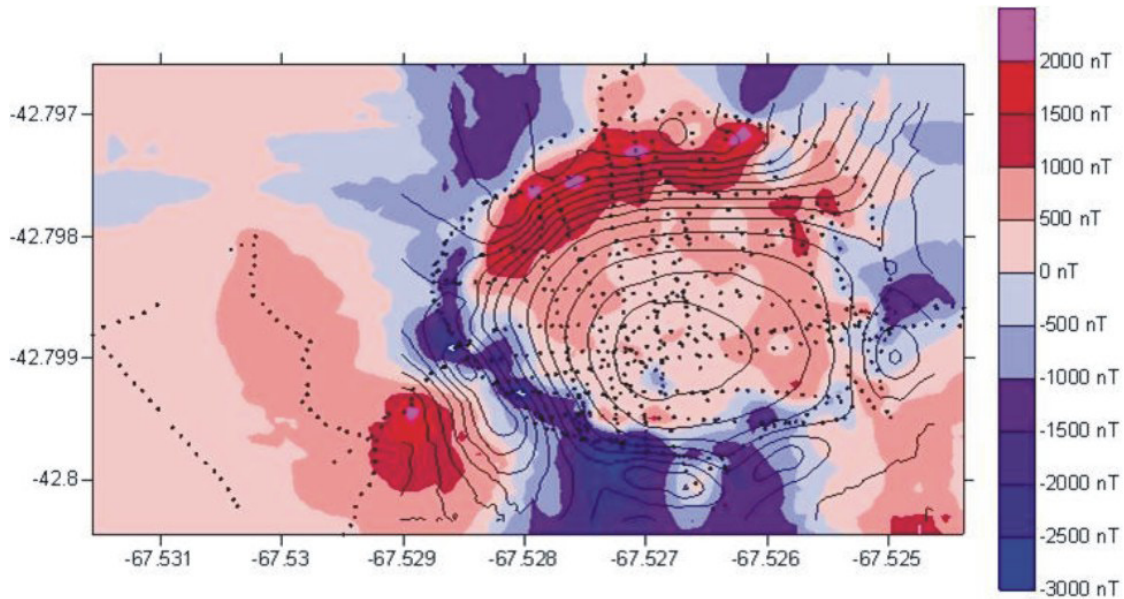 2000 nT
1500 nT
1000 nT
500 nT
0 nT
-500 nT
-1000 nT
-1500 nT
-2000 nT
-2500 nT
-3000 nT
-42.797
-42.798
-42.799
-42.8
-67.531 -67.53 -67.529 -67.528 -67.527 -67.526 -67.525